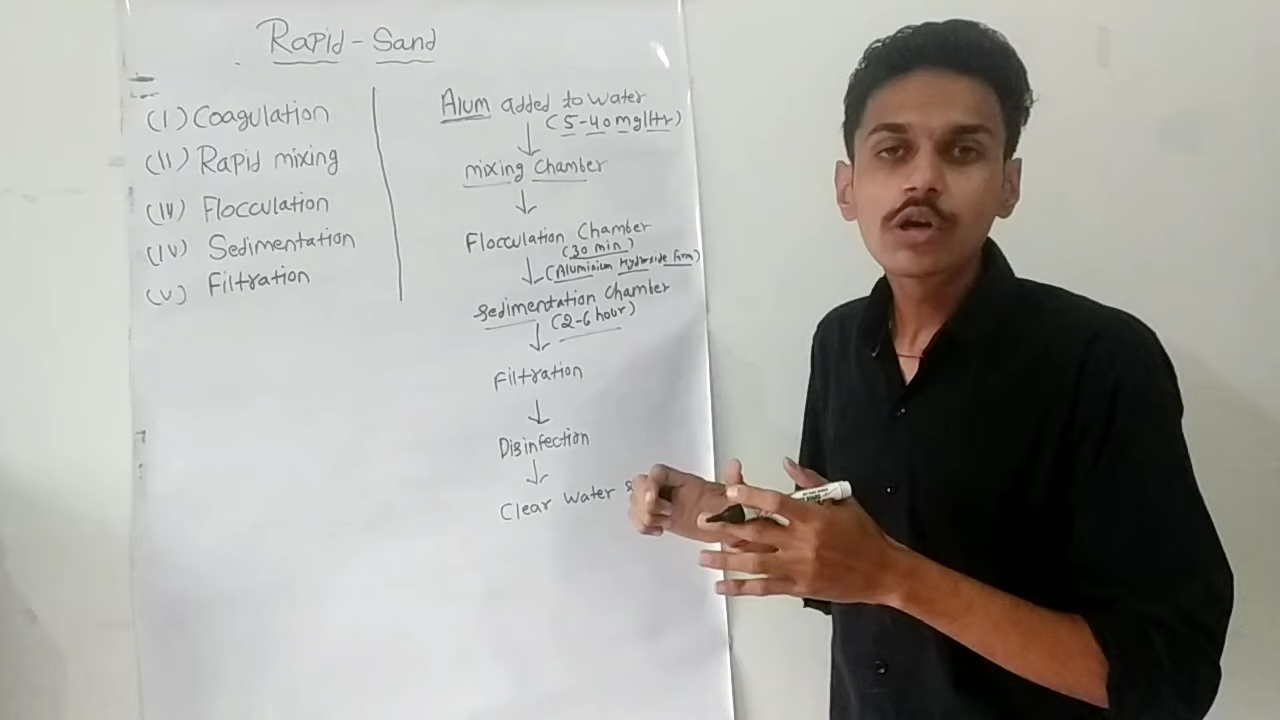 Rapid - Sand
(I) Coagulation
(II) Rapid mixing
(IV) Flocculation
(IV) Sedimentation
(V) Filtration
Alum added to water
(5-40 mg/ltr)
mixing Chamber
Flocculation Chamber
(30 min)
(Aluminium Hydroxide Form)
Sedimentation Chamber
(2-6 hour)
Filtration
Disinfection
Clear Water